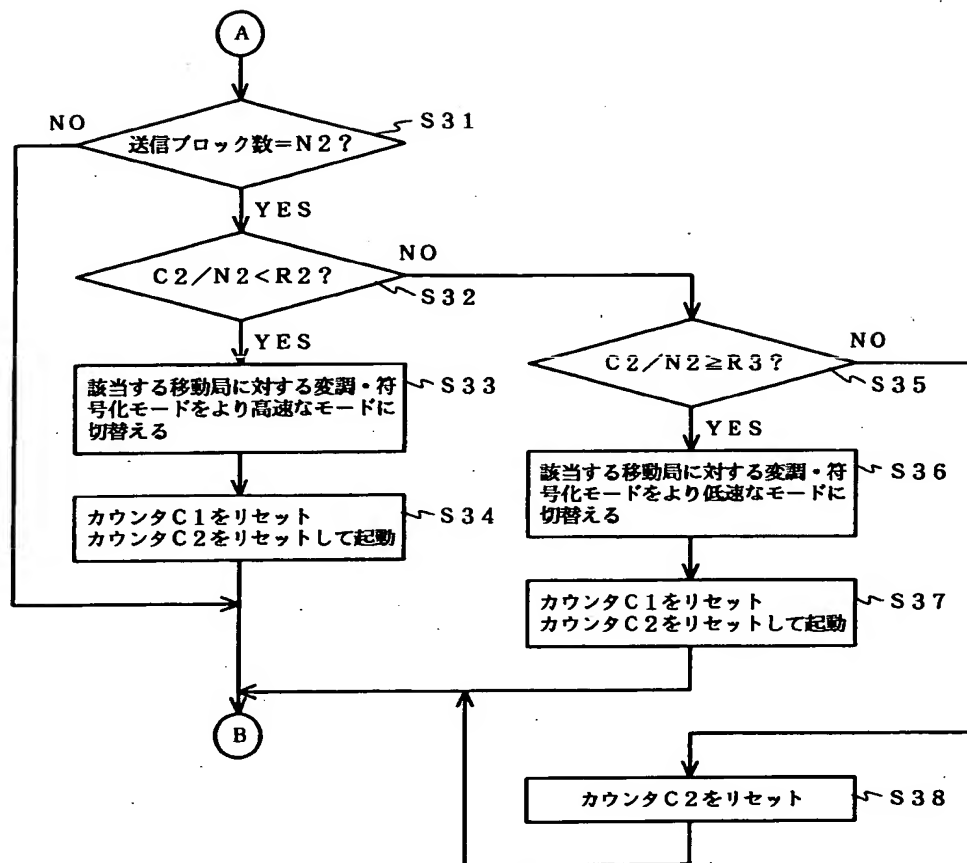 A
送信ブロック数=N2?
S31
NO
YES
C2/N2<R2?
S32
NO
YES
C2/N2≧R3?
S35
NO
YES
該当する移動局に対する変調・符
号化モードをより高速なモードに
切替える
S33
該当する移動局に対する変調・符
号化モードをより低速なモードに
切替える
S36
カウンタC1をリセット
カウンタC2をリセットして起動
S34
カウンタC1をリセット
カウンタC2をリセットして起動
S37
B
カウンタC2をリセット
S38